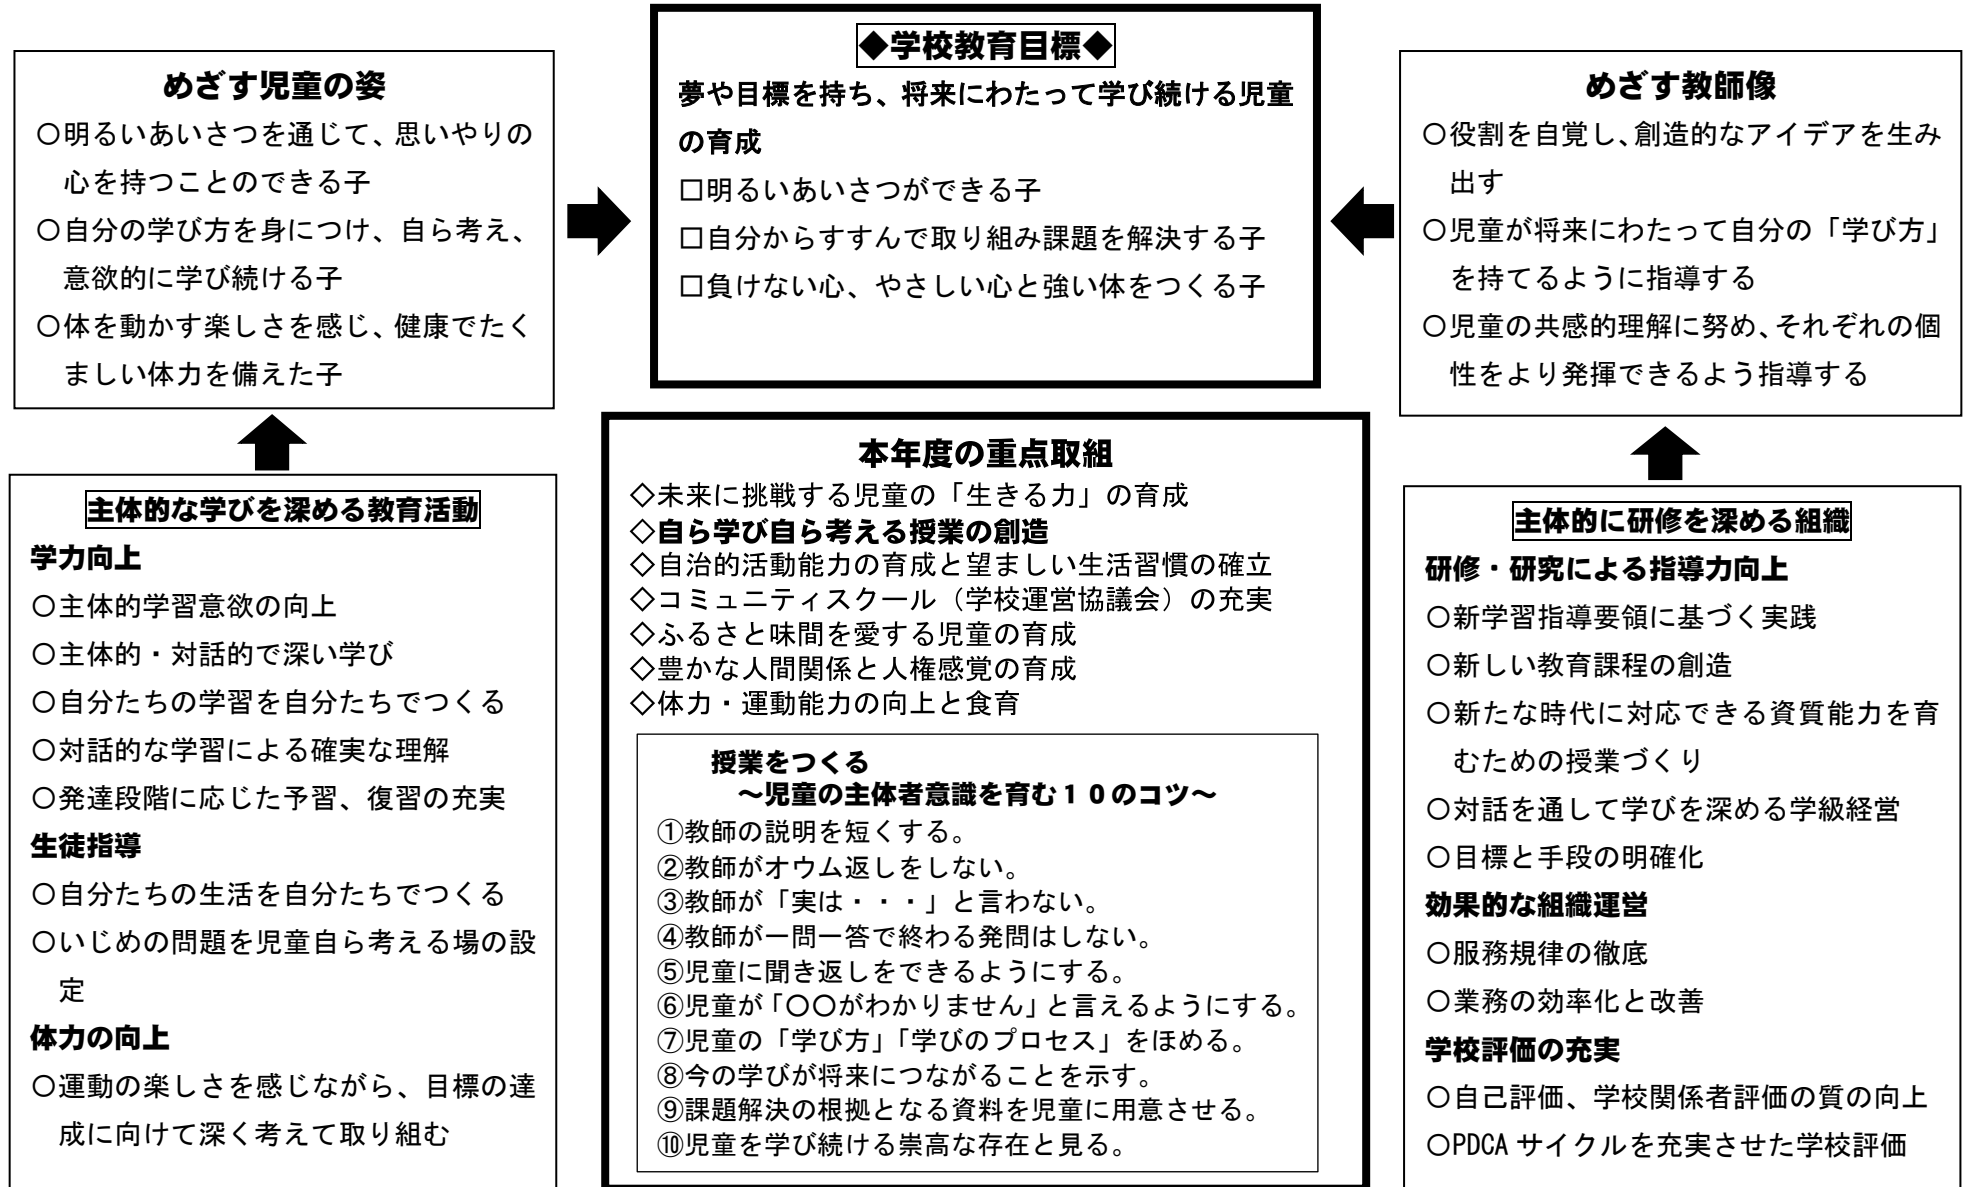 めざす児童の姿
○明るいあいさつを通じて、思いやりの
心を持つことのできる子
○自分の学び方を身につけ、自ら考え、
意欲的に学び続ける子
○体を動かす楽しさを感じ、健康でたく
ましい体力を備えた子
◆学校教育目標◆
夢や目標を持ち、将来にわたって学び続ける児童
の育成
□明るいあいさつができる子
□自分からすすんで取り組み課題を解決する子
□負けない心、やさしい心と強い体をつくる子
めざす教師像
○役割を自覚し、創造的なアイデアを生み
出す
○児童が将来にわたって自分の「学び方」
を持てるように指導する
○児童の共感的理解に努め、それぞれの個
性をより発揮できるよう指導する
主体的な学びを深める教育活動
学力向上
○主体的学習意欲の向上
○主体的・対話的で深い学び
○自分たちの学習を自分たちでつくる
○対話的な学習による確実な理解
○発達段階に応じた予習、復習の充実
生徒指導
○自分たちの生活を自分たちでつくる
○いじめの問題を児童自ら考える場の設
定
体力の向上
○運動の楽しさを感じながら、目標の達
成に向けて深く考えて取り組む
本年度の重点取組
◇未来に挑戦する児童の「生きる力」の育成
◇自ら学び自ら考える授業の創造
◇自治的活動能力の育成と望ましい生活習慣の確立
◇コミュニティスクール（学校運営協議会）の充実
◇ふるさと味間を愛する児童の育成
◇豊かな人間関係と人権感覚の育成
◇体力・運動能力の向上と食育
授業をつくる
～児童の主体者意識を育む１０のコツ～
①教師の説明を短くする。
②教師がオウム返しをしない。
③教師が「実は・・・」と言わない。
④教師が一問一答で終わる発問はしない。
⑤児童に聞き返しをできるようにする。
⑥児童が「○○がわかりません」と言えるようにする。
⑦児童の「学び方」「学びのプロセス」をほめる。
⑧今の学びが将来につながることを示す。
⑨課題解決の根拠となる資料を児童に用意させる。
⑩児童を学び続ける崇高な存在と見る。
主体的に研修を深める組織
研修・研究による指導力向上
○新学習指導要領に基づく実践
○新しい教育課程の創造
○新たな時代に対応できる資質能力を育
むための授業づくり
○対話を通して学びを深める学級経営
○目標と手段の明確化
効果的な組織運営
○服務規律の徹底
○業務の効率化と改善
学校評価の充実
○自己評価、学校関係者評価の質の向上
○PDCAサイクルを充実させた学校評価